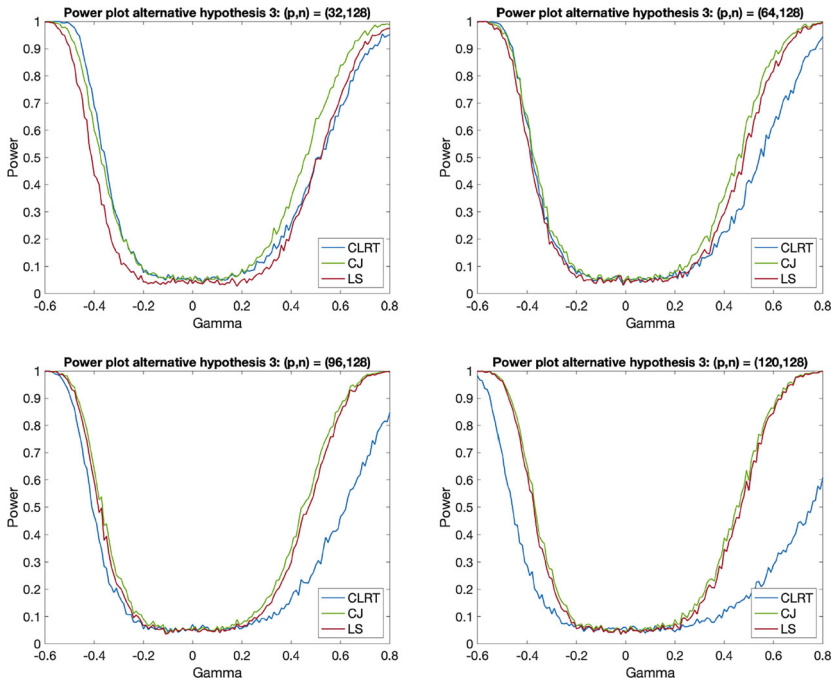 Power plot alternative hypothesis 3: (p,n) = (32,128)
Power
1
0.9
0.8
0.7
0.6
0.5
0.4
0.3
0.2
0.1
0
-0.6 -0.4 -0.2 0 0.2 0.4 0.6 0.8
Gamma
CLRT
CJ
LS
Power plot alternative hypothesis 3: (p,n) = (64,128)
Power
1
0.9
0.8
0.7
0.6
0.5
0.4
0.3
0.2
0.1
0
-0.6 -0.4 -0.2 0 0.2 0.4 0.6 0.8
Gamma
CLRT
CJ
LS
Power plot alternative hypothesis 3: (p,n) = (96,128)
Power
1
0.9
0.8
0.7
0.6
0.5
0.4
0.3
0.2
0.1
0
-0.6 -0.4 -0.2 0 0.2 0.4 0.6 0.8
Gamma
CLRT
CJ
LS
Power plot alternative hypothesis 3: (p,n) = (120,128)
Power
1
0.9
0.8
0.7
0.6
0.5
0.4
0.3
0.2
0.1
0
-0.6 -0.4 -0.2 0 0.2 0.4 0.6 0.8
Gamma
CLRT
CJ
LS